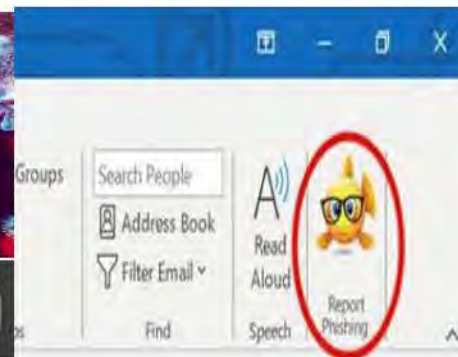 Groups
Search People
Address Book
Filter Email
Find
A
Read
Aloud
Speech
Report
Phishing